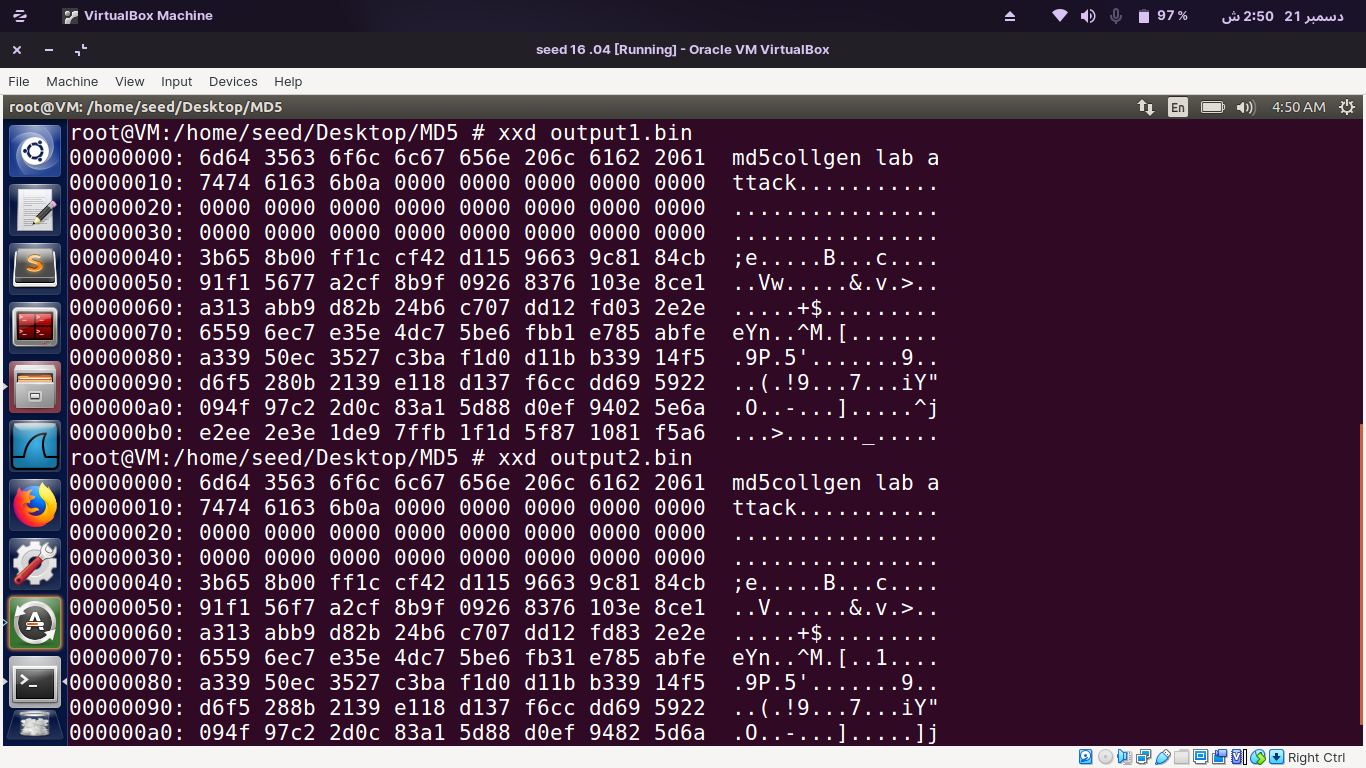 VirtualBox Machine
97 %
2:50 ش
21 دسمبر
seed 16 .04 [Running] - Oracle VM VirtualBox
File Machine View Input Devices Help
root@VM: /home/seed/Desktop/MD5
En
4:50 AM
root@VM:/home/seed/Desktop/MD5 # xxd output1.bin
00000000: 6d64 3563 6f6c 6c67 656e 206c 6162 2061  md5collgen lab a
00000010: 7474 6163 6b0a 0000 0000 0000 0000 0000  ttack...........
00000020: 0000 0000 0000 0000 0000 0000 0000 0000  ................
00000030: 0000 0000 0000 0000 0000 0000 0000 0000  ................
00000040: 3b65 8b00 ff1c cf42 d115 9663 9c81 84cb  ;e.....B...c....
00000050: 91f1 5677 a2cf 8b9f 0926 8376 103e 8ce1  ..Vw.....&.v.>..
00000060: a313 abb9 d82b 24b6 c707 dd12 fd03 2e2e  .....+$.........
00000070: 6559 6ec7 e35e 4dc7 5be6 fbb1 e785 abfe  eYn..^M.[.......
00000080: a339 50ec 3527 c3ba f1d0 d11b b339 14f5  .9P.5'.......9..
00000090: d6f5 280b 2139 e118 d137 f6cc dd69 5922  ..(.!9...7...iY"
000000a0: 094f 97c2 2d0c 83a1 5d88 d0ef 9402 5e6a  .O..-...].....^j
000000b0: e2ee 2e3e 1de9 7ffb 1f1d 5f87 1081 f5a6  ...>......_.....
root@VM:/home/seed/Desktop/MD5 # xxd output2.bin
00000000: 6d64 3563 6f6c 6c67 656e 206c 6162 2061  md5collgen lab a
00000010: 7474 6163 6b0a 0000 0000 0000 0000 0000  ttack...........
00000020: 0000 0000 0000 0000 0000 0000 0000 0000  ................
00000030: 0000 0000 0000 0000 0000 0000 0000 0000  ................
00000040: 3b65 8b00 ff1c cf42 d115 9663 9c81 84cb  ;e.....B...c....
00000050: 91f1 56f7 a2cf 8b9f 0926 8376 103e 8ce1  ..V......&.v.>..
00000060: a313 abb9 d82b 24b6 c707 dd12 fd83 2e2e  .....+$.........
00000070: 6559 6ec7 e35e 4dc7 5be6 fb31 e785 abfe  eYn..^M.[..1....
00000080: a339 50ec 3527 c3ba f1d0 d11b b339 14f5  .9P.5'.......9..
00000090: d6f5 288b 2139 e118 d137 f6cc dd69 5922  ..(.!9...7...iY"
000000a0: 094f 97c2 2d0c 83a1 5d88 d0ef 9482 5d6a  .O..-...].....]j
Right Ctrl